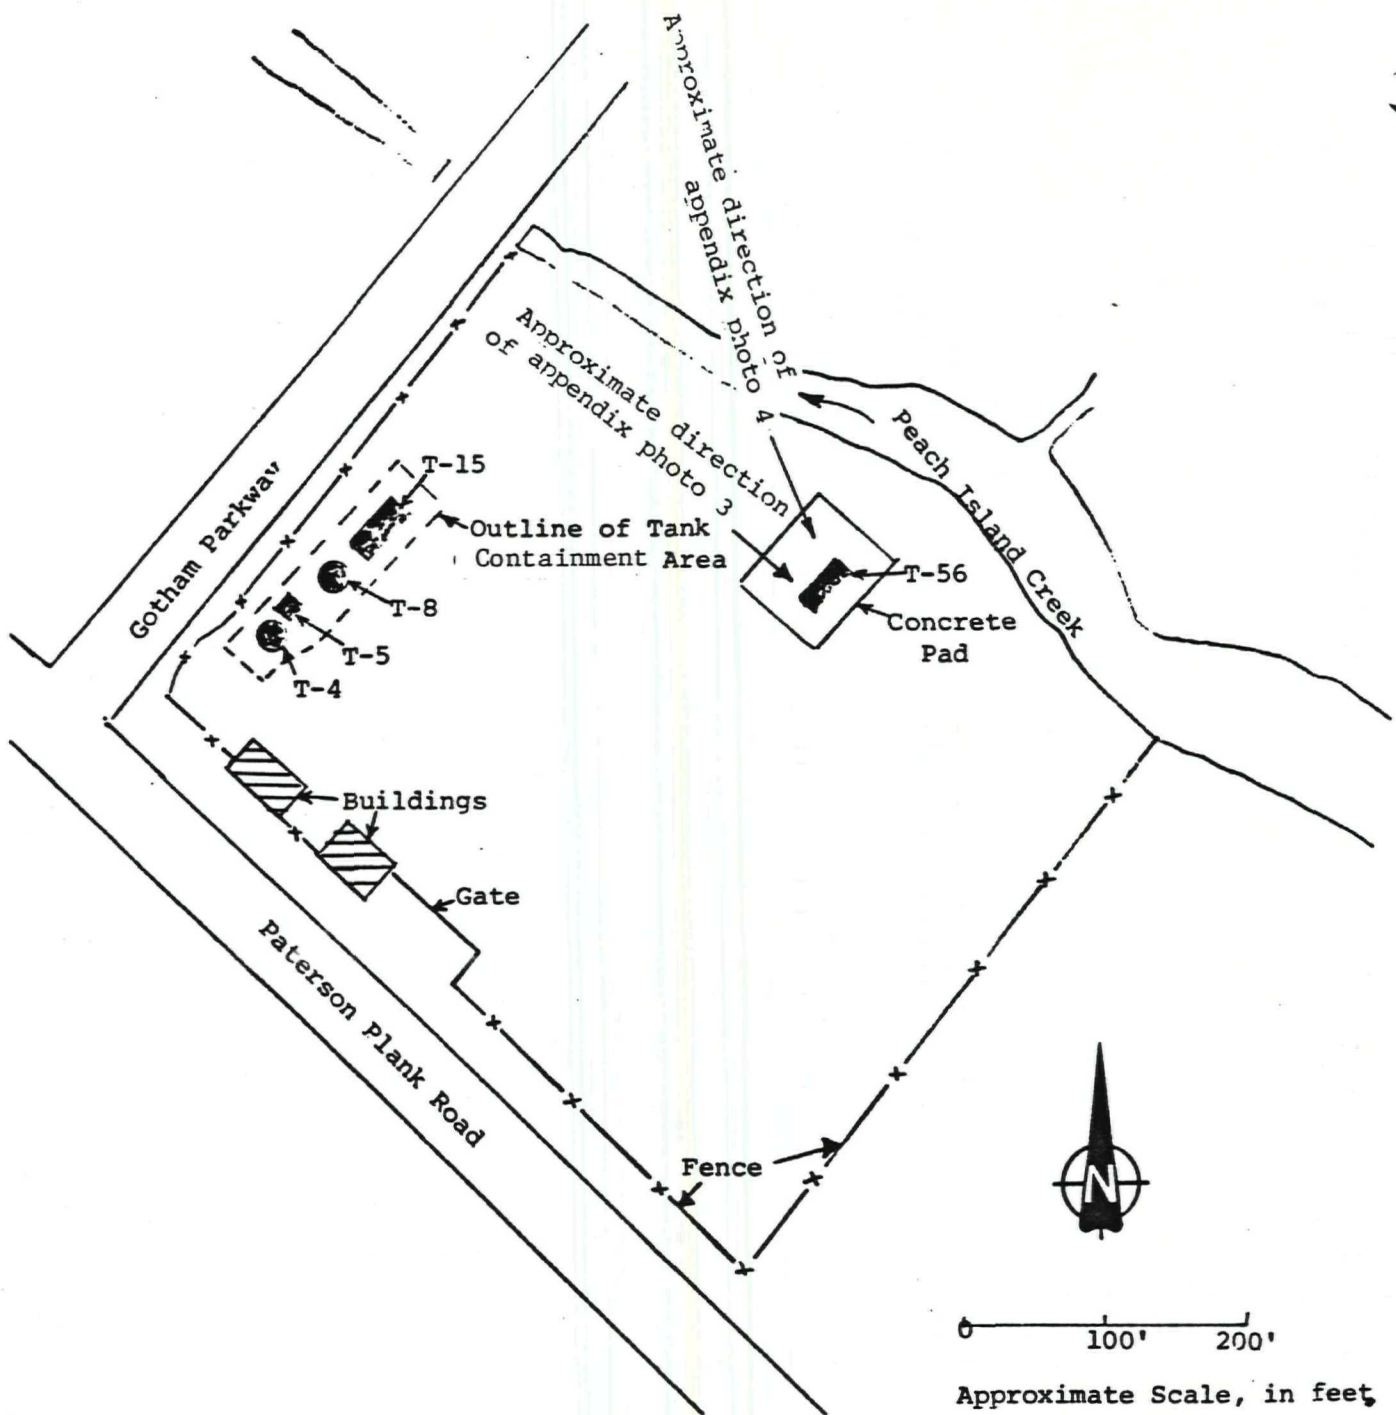 Approximate direction of
appendix photo 4
Approximate direction
of appendix photo 3
Peach Island Creek
T-15
Outline of Tank
Containment Area
Gotham Parkway
T-56
T-8
Concrete
Pad
T-5
T-4
Buildings
Gate
Paterson Plank Road
Fence
N
0
100'
200'
Approximate Scale, in feet